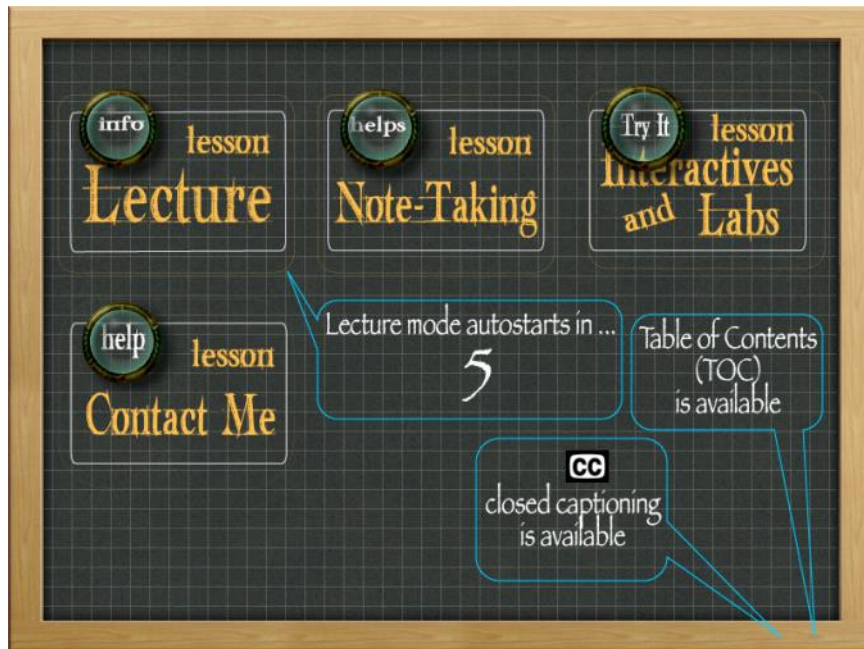 info
lesson
Lecture
helps
lesson
Note-Taking
Try It
lesson
Interactives
and Labs
help
lesson
Contact Me
Lecture mode autostarts in ...
5
Table of Contents
(TOC)
is available
CC
closed captioning
is available